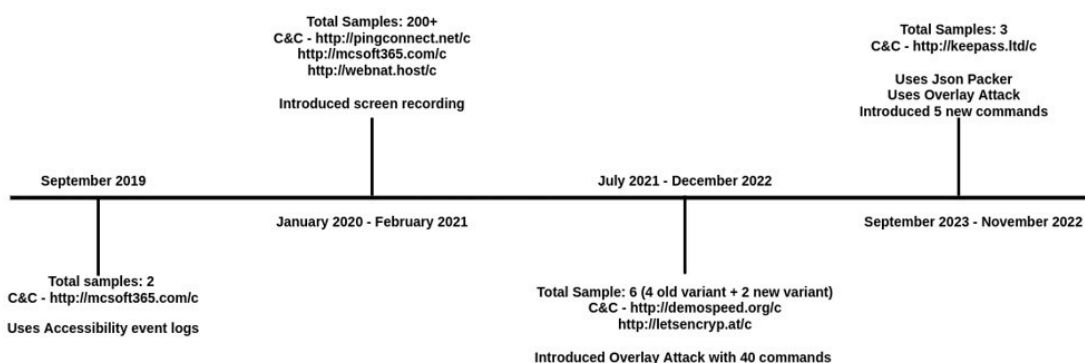 Total Samples: 200+
C&C - http://pingconnect.net/c
http://mcsoft365.com/c
http://webnat.host/c
Introduced screen recording
Total Samples: 3
C&C - http://keepass.ltd/c
Uses Json Packer
Uses Overlay Attack
Introduced 5 new commands
September 2019
July 2021 - December 2022
January 2020 - February 2021
September 2023 - November 2022
Total samples: 2
C&C - http://mcsoft365.com/c
Uses Accessibility event logs
Total Sample: 6 (4 old variant + 2 new variant)
C&C - http://demospeed.org/c
http://letsencryp.at/c
Introduced Overlay Attack with 40 commands